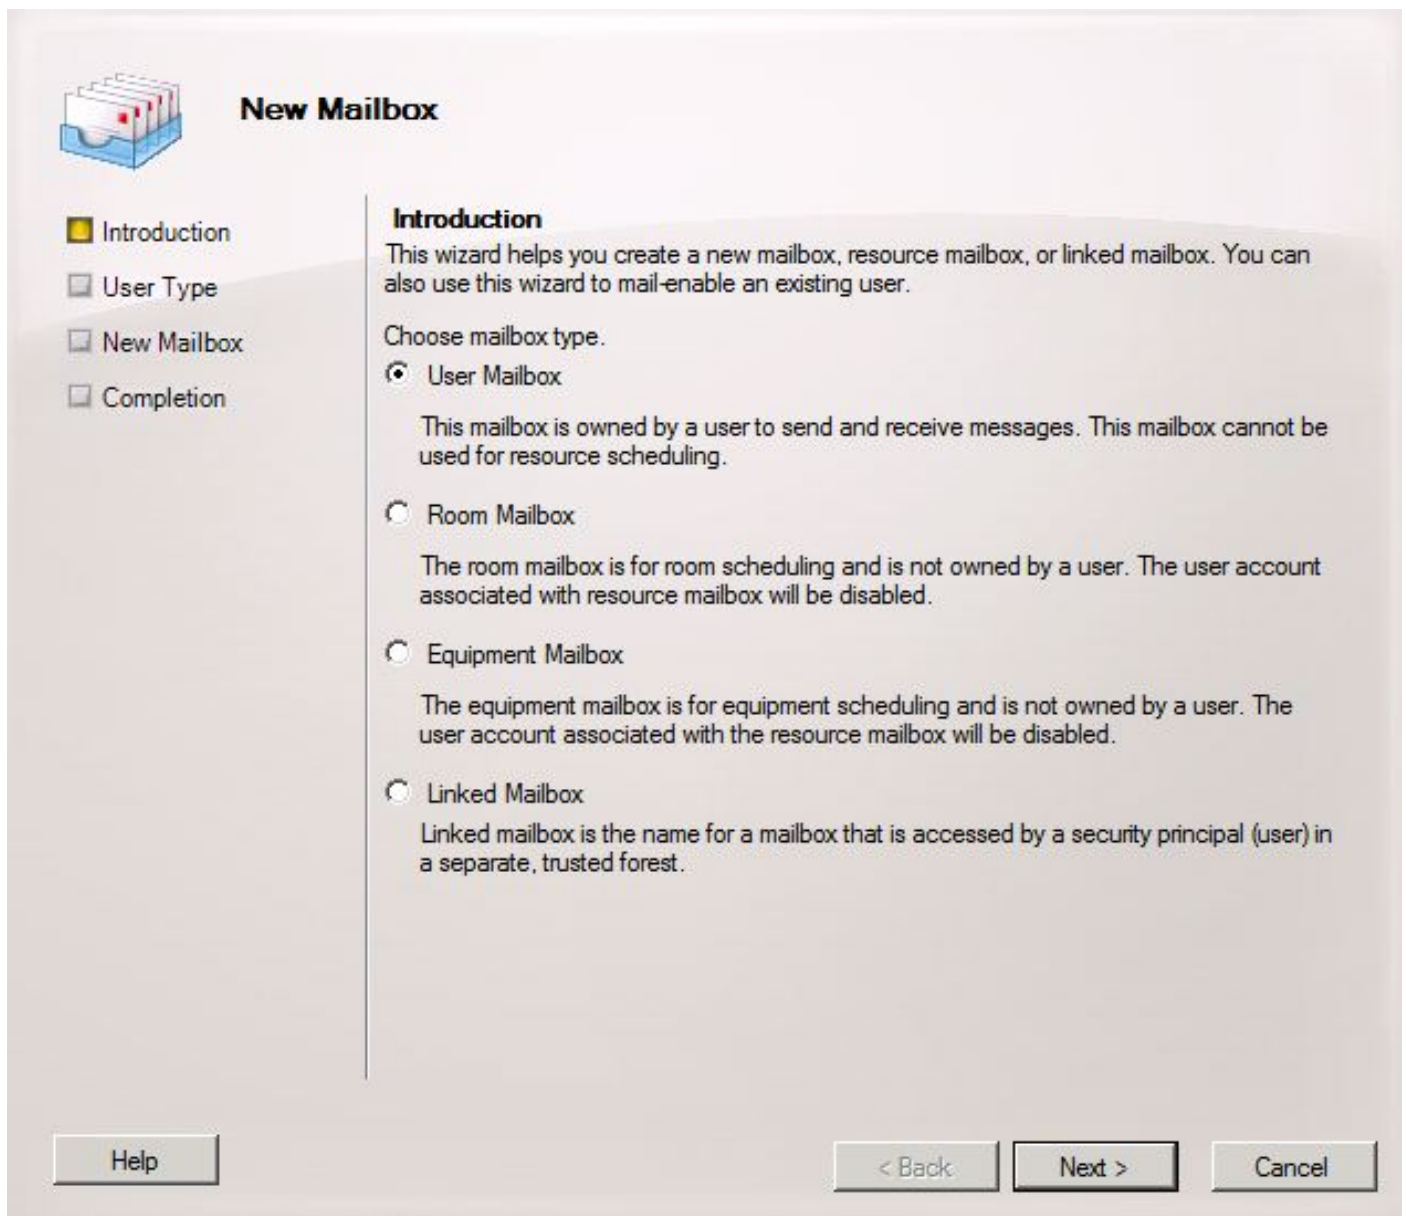 New Mailbox
Introduction
User Type
New Mailbox
Completion
Introduction
This wizard helps you create a new mailbox, resource mailbox, or linked mailbox. You can
also use this wizard to mail-enable an existing user.
Choose mailbox type.
User Mailbox
This mailbox is owned by a user to send and receive messages. This mailbox cannot be
used for resource scheduling.
Room Mailbox
The room mailbox is for room scheduling and is not owned by a user. The user account
associated with resource mailbox will be disabled.
Equipment Mailbox
The equipment mailbox is for equipment scheduling and is not owned by a user. The
user account associated with the resource mailbox will be disabled.
Linked Mailbox
Linked mailbox is the name for a mailbox that is accessed by a security principal (user) in
a separate, trusted forest.
Help
< Back
Next >
Cancel